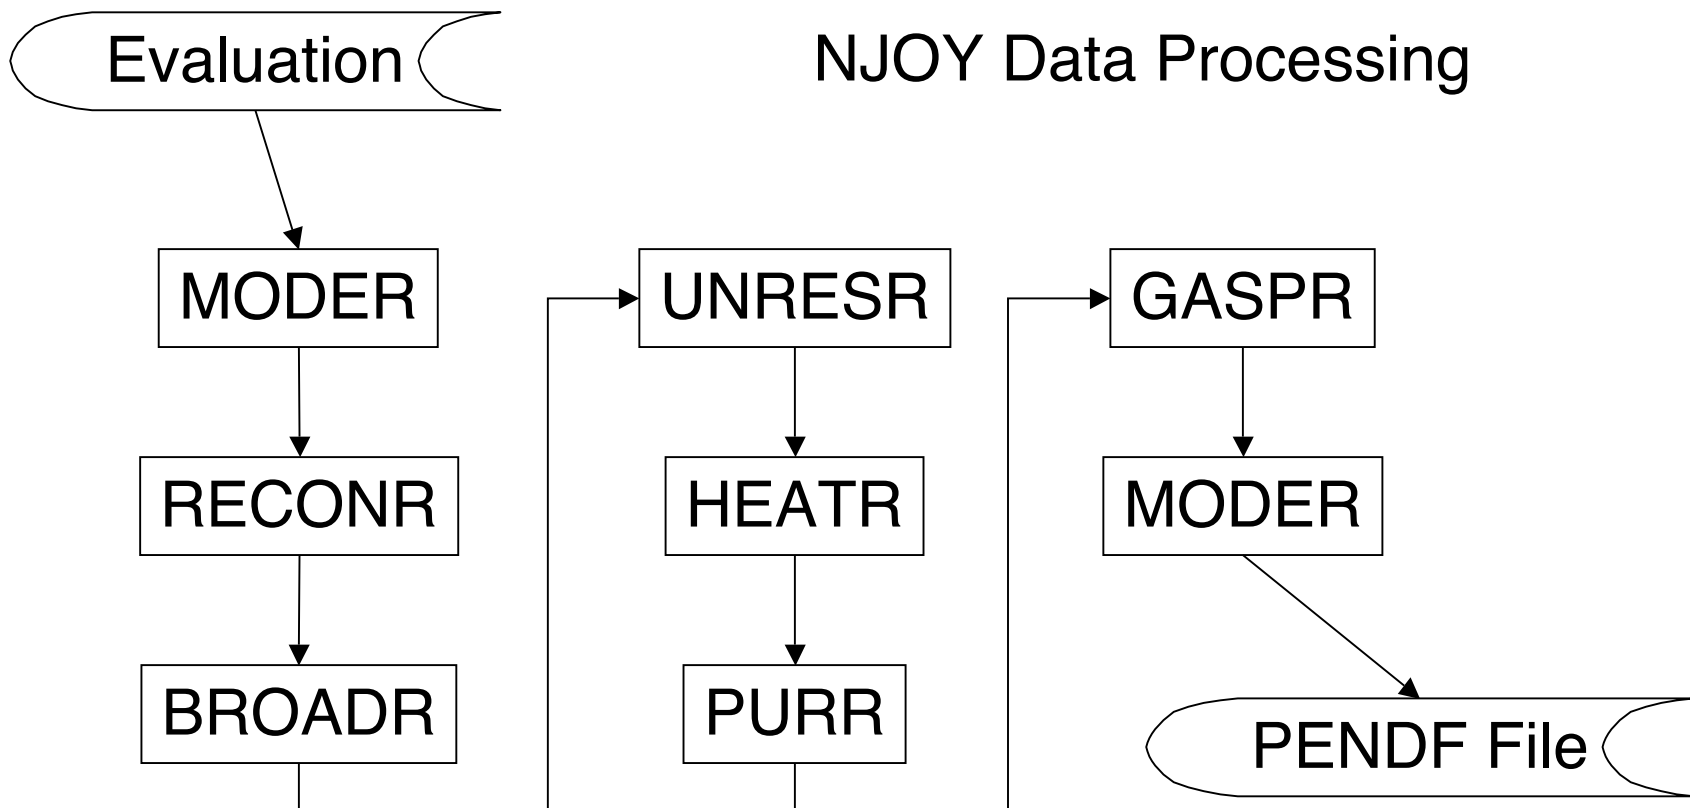 Evaluation
NJOY Data Processing
MODER
RECONR
BROADR
UNRESR
HEATR
PURR
GASPR
MODER
PENDF File